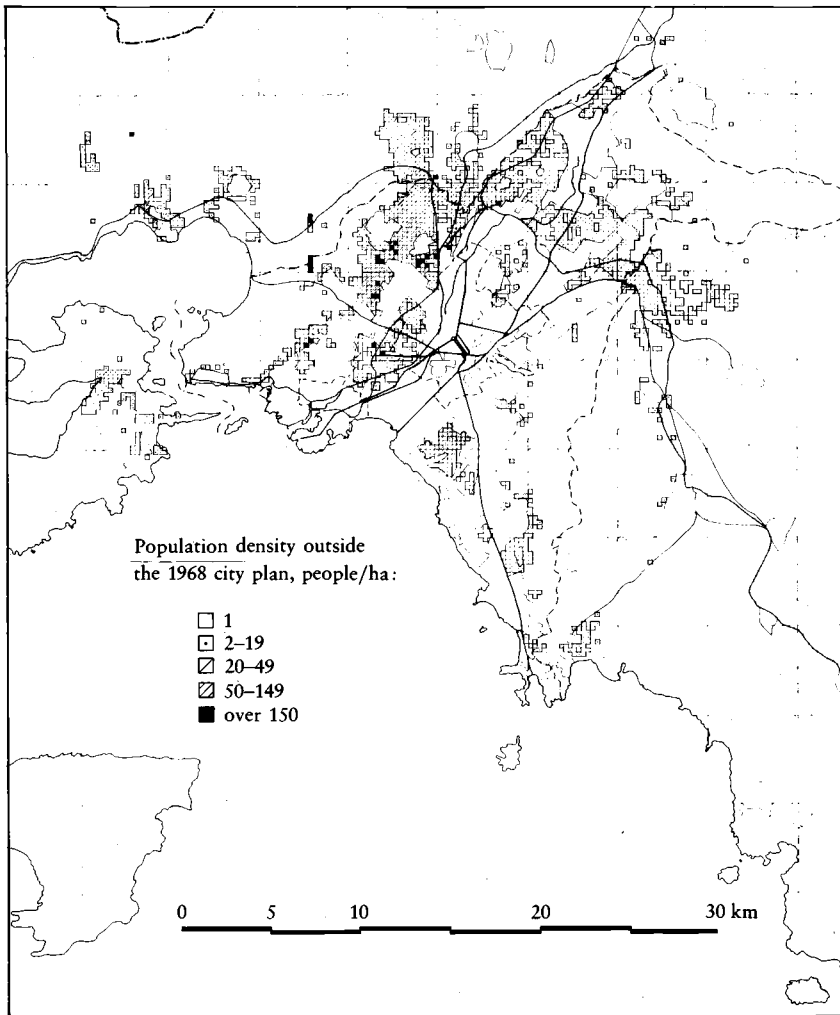 Population density outside
the 1968 city plan, people/ha:
1
2–19
20–49
50–149
over 150
0 5 10 20 30 km